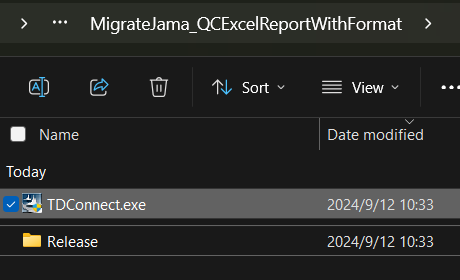 MigrateJama_QCExcelReportWithFormat
Sort View
Name Date modified
Today
TDConnect.exe 2024/9/12 10:33
Release 2024/9/12 10:33